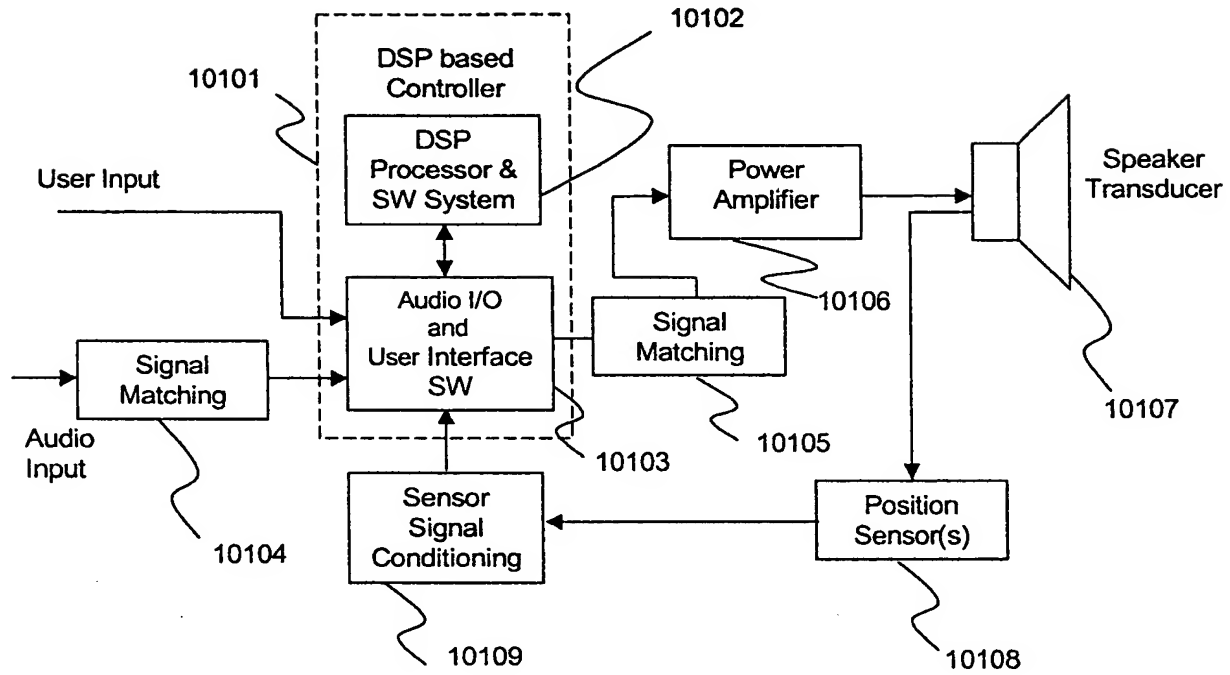 10102
10101
DSP based
Controller
DSP
Processor &
SW System
User Input
Power
Amplifier
Speaker
Transducer
10106
Audio I/O
and
User Interface
SW
Signal
Matching
Signal
Matching
10107
10105
Audio
Input
10103
Sensor
Signal
Conditioning
Position
Sensor(s)
10104
10109
10108